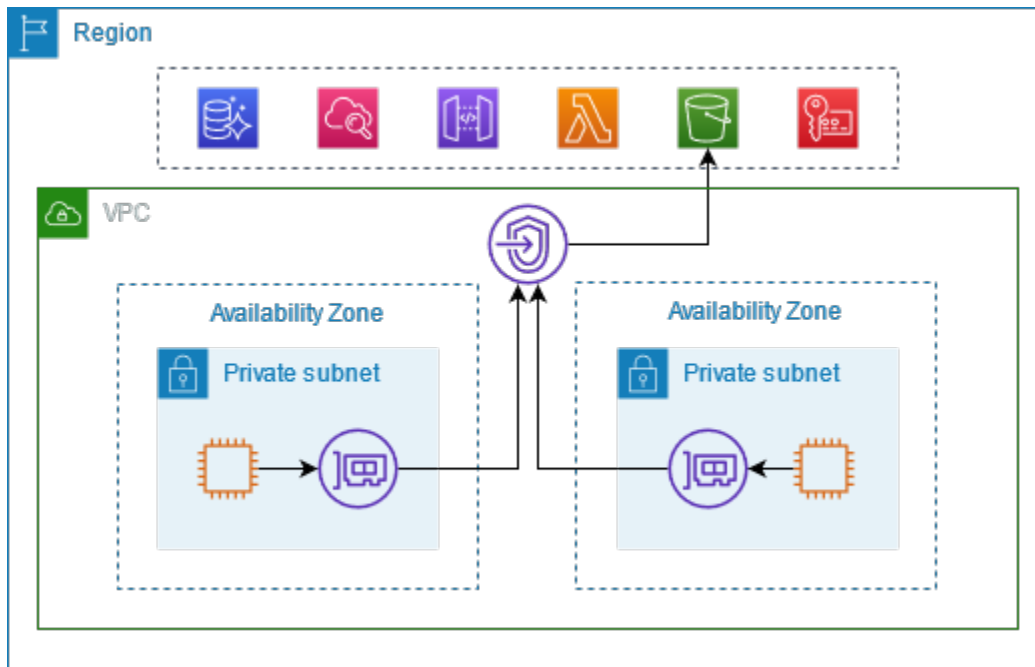 Region
VPC
Availability Zone
Availability Zone
Private subnet
Private subnet